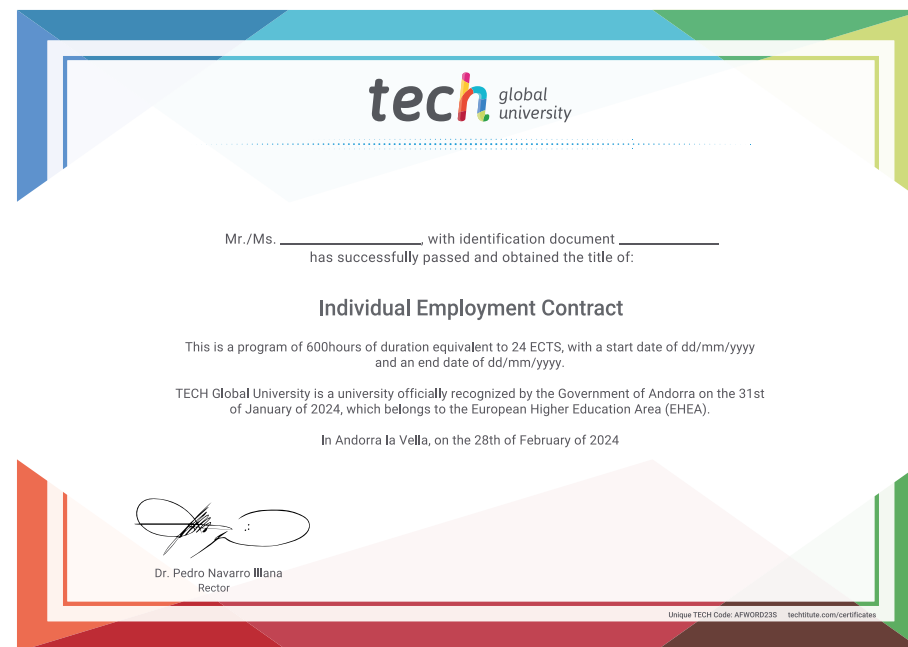 tech global university
Mr./Ms. ____________________, with identification document ______________
has successfully passed and obtained the title of:
Individual Employment Contract
This is a program of 600hours of duration equivalent to 24 ECTS, with a start date of dd/mm/yyyy
and an end date of dd/mm/yyyy.
TECH Global University is a university officially recognized by the Government of Andorra on the 31st
of January of 2024, which belongs to the European Higher Education Area (EHEA).
In Andorra la Vella, on the 28th of February of 2024
Dr. Pedro Navarro Illana
Rector
Unique TECH Code: AFWORD23S techtitute.com/certificates